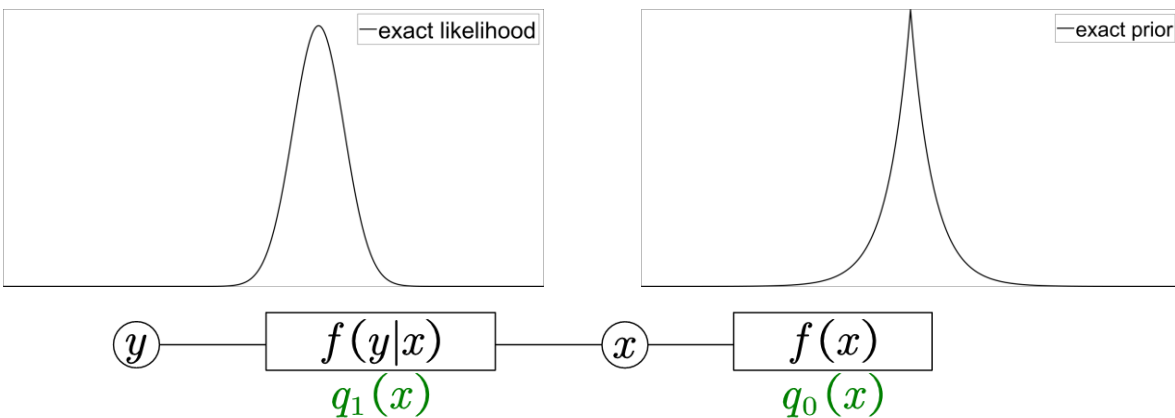 exact likelihood
exact prior
y
f(y|x)
x
f(x)
q₁(x)
q₀(x)